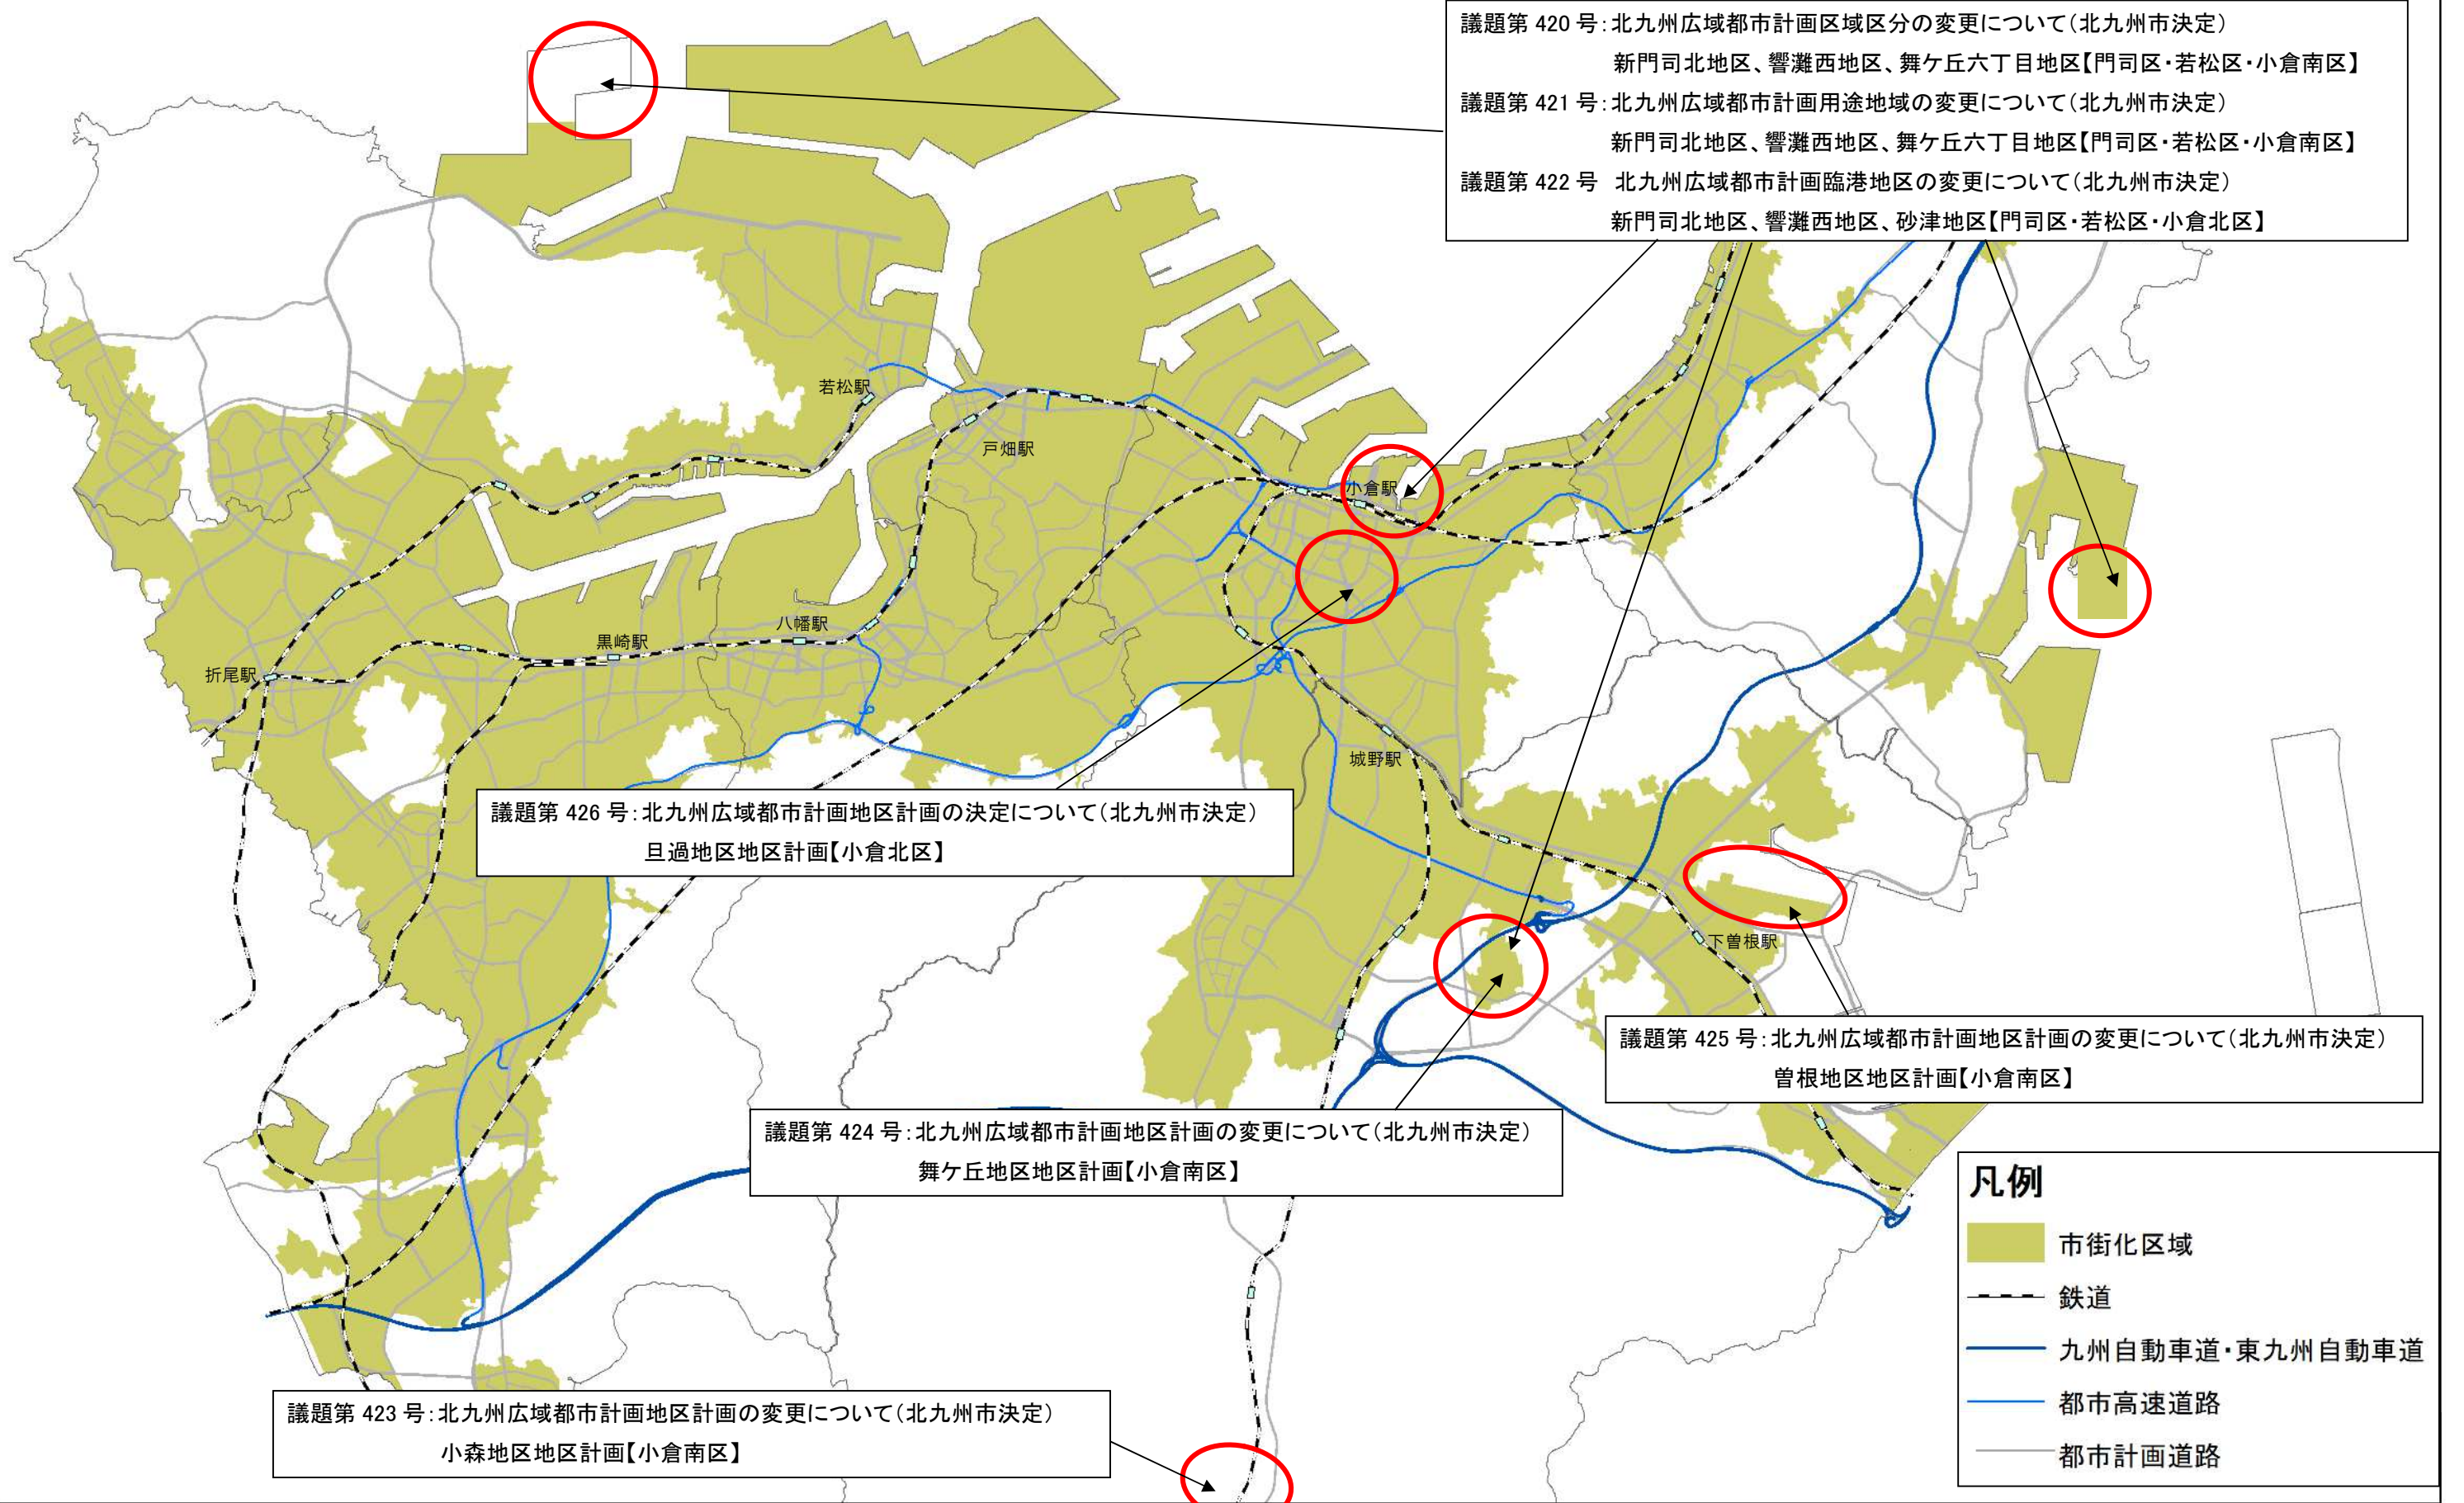 議題第 420 号：北九州広域都市計画区域区分の変更について（北九州市決定）
新門司北地区、響灘西地区、舞ケ丘六丁目地区【門司区・若松区・小倉南区】
議題第 421 号：北九州広域都市計画用途地域の変更について（北九州市決定）
新門司北地区、響灘西地区、舞ケ丘六丁目地区【門司区・若松区・小倉南区】
議題第 422 号 北九州広域都市計画臨港地区の変更について（北九州市決定）
新門司北地区、響灘西地区、砂津地区【門司区・若松区・小倉北区】
若松駅
戸畑駅
小倉駅
八幡駅
黒崎駅
折尾駅
城野駅
議題第 426 号：北九州広域都市計画地区計画の決定について（北九州市決定）
旦過地区地区計画【小倉北区】
下曽根駅
議題第 425 号：北九州広域都市計画地区計画の変更について（北九州市決定）
曽根地区地区計画【小倉南区】
議題第 424 号：北九州広域都市計画地区計画の変更について（北九州市決定）
舞ケ丘地区地区計画【小倉南区】
議題第 423 号：北九州広域都市計画地区計画の変更について（北九州市決定）
小森地区地区計画【小倉南区】
凡例
市街化区域
鉄道
九州自動車道・東九州自動車道
都市高速道路
都市計画道路